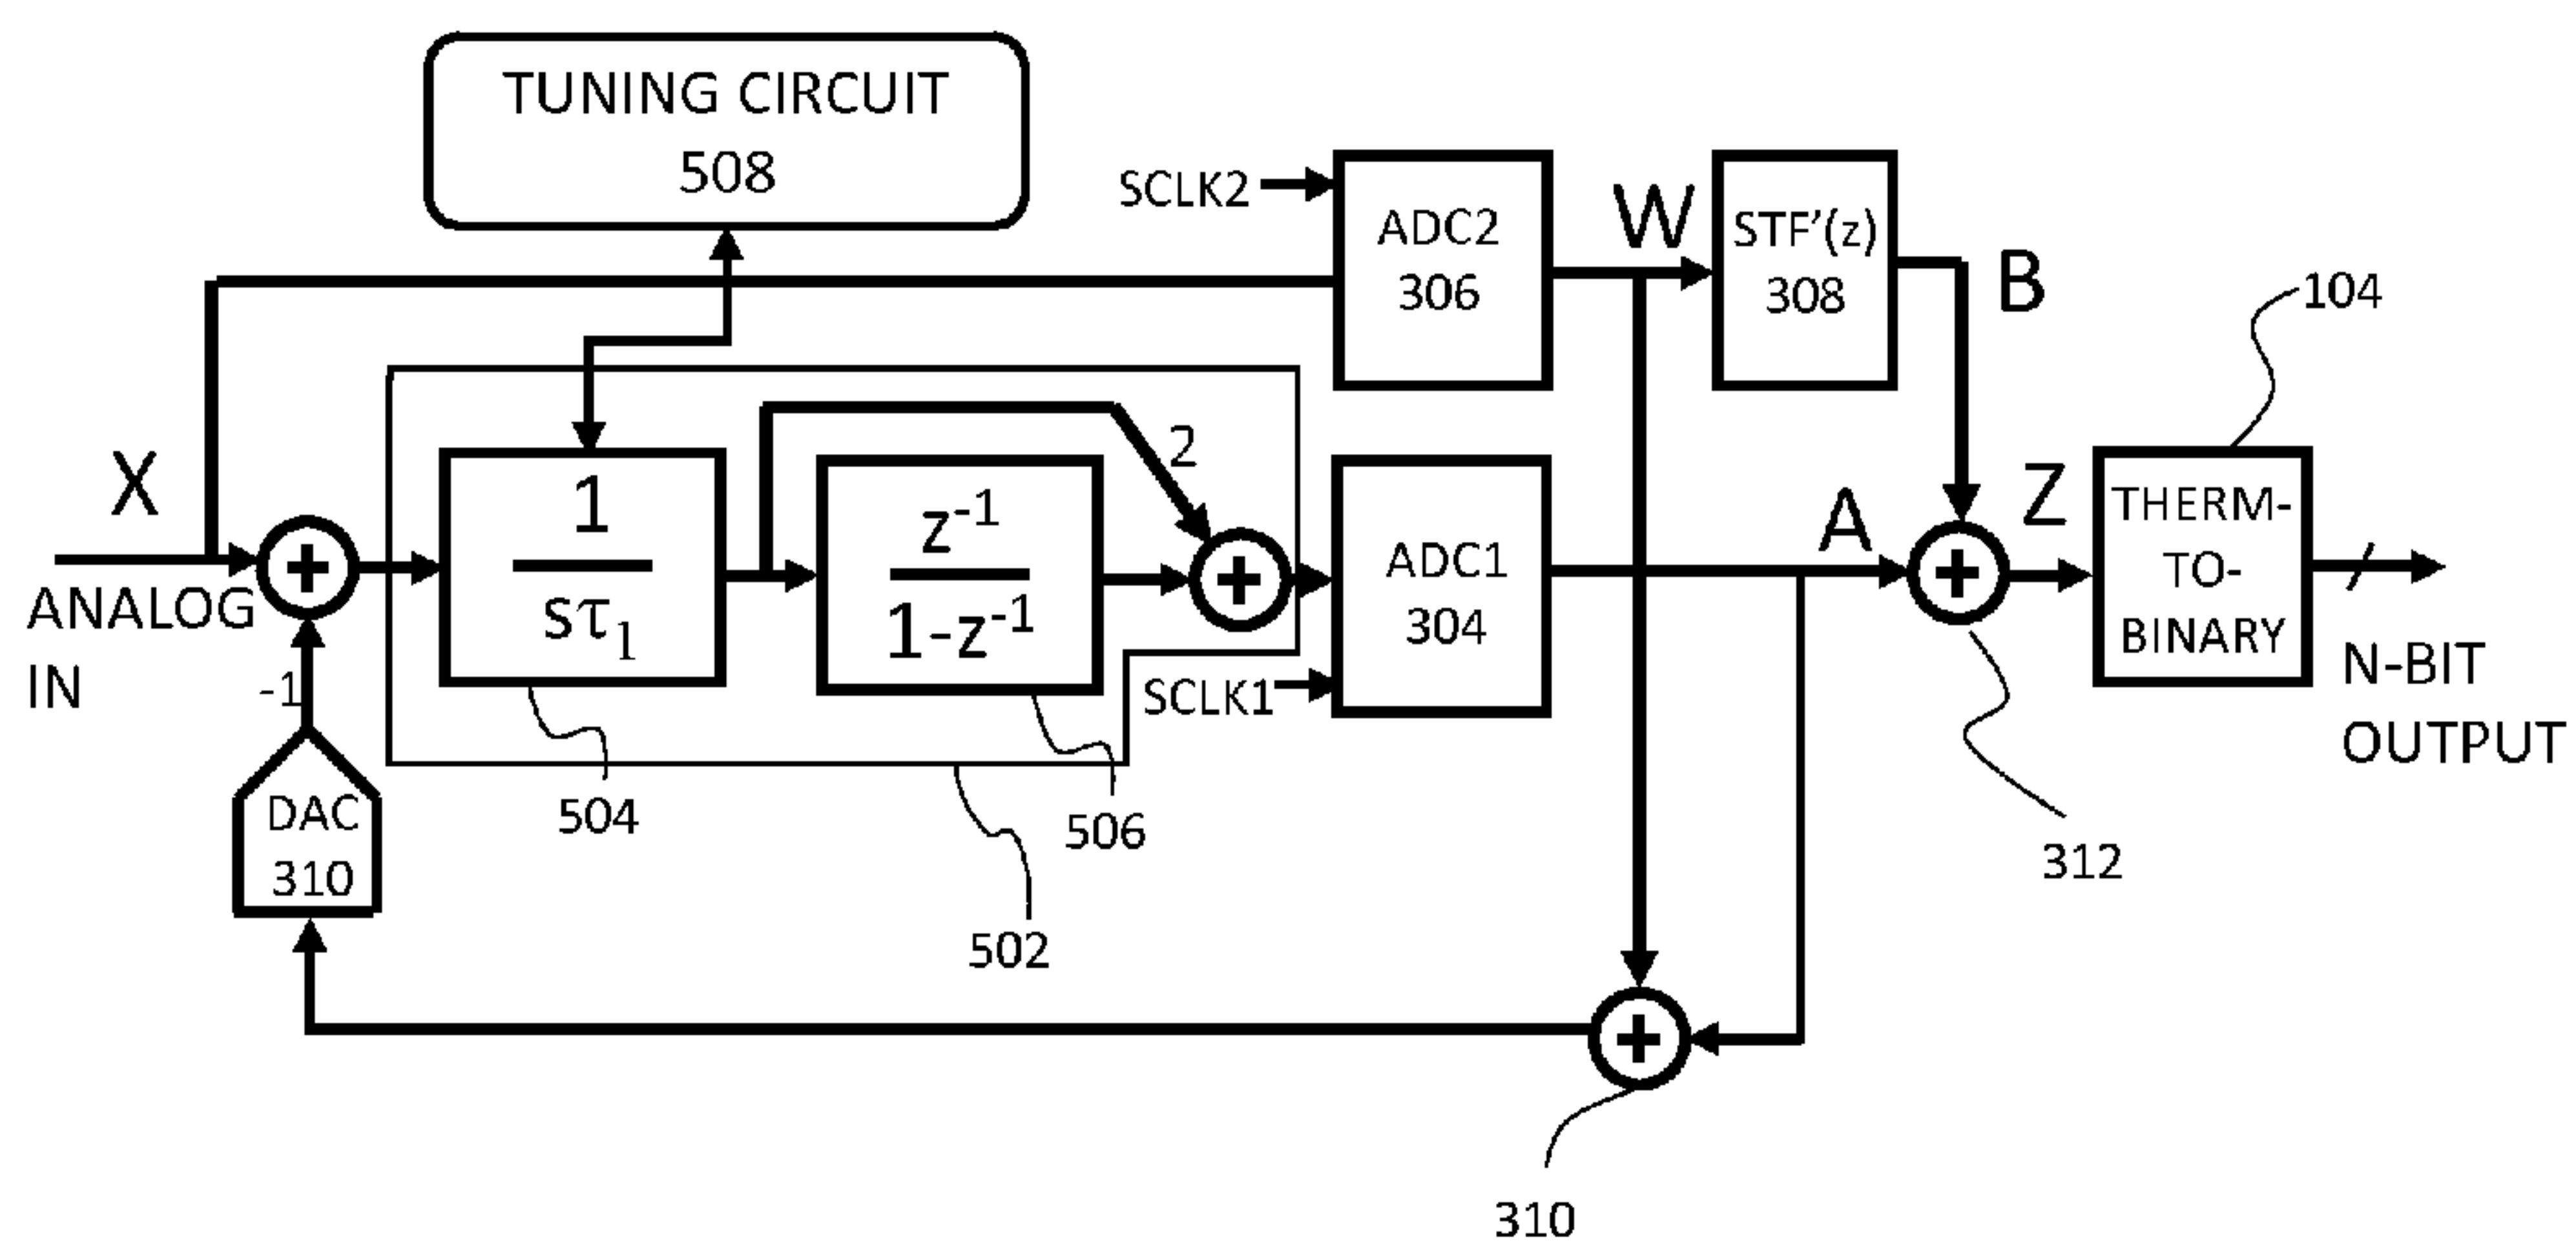 TUNING CIRCUIT
508
SCLK2
ADC2
306
W
STF'(z)
308
B
104
X
ANALOG
IN
-1
1
sτ1
2
z-1
1-z-1
ADC1
304
SCLK1
A
Z
THERM-
TO-
BINARY
N-BIT
OUTPUT
DAC
310
504
506
502
312
310